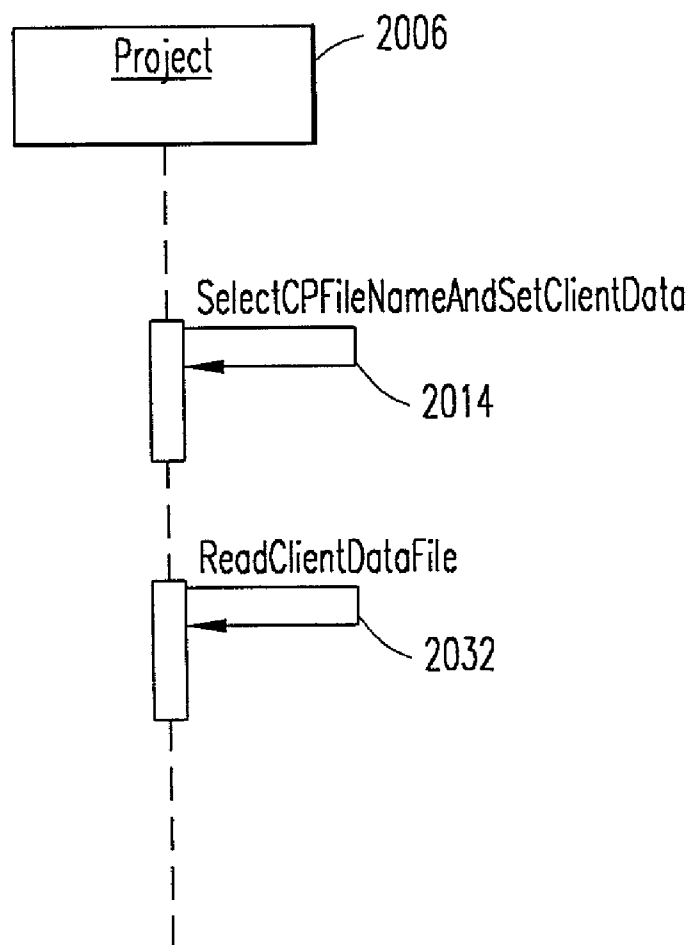 Project
2006
SelectCPFileNameAndSetClientData
2014
ReadClientDataFile
2032